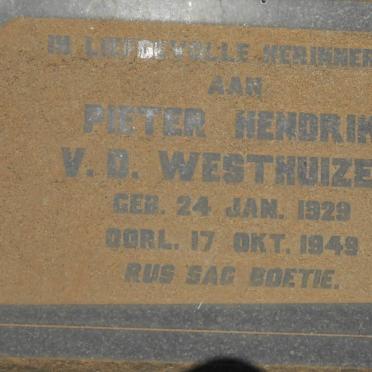 IN LIEFDEVOLLE HERINNER
AAN
PIETER HENDRIK
V. D. WESTHUIZE
GEB. 24 JAN. 1929
OORL. 17 OKT. 1949
RUS SAG BOETIE.